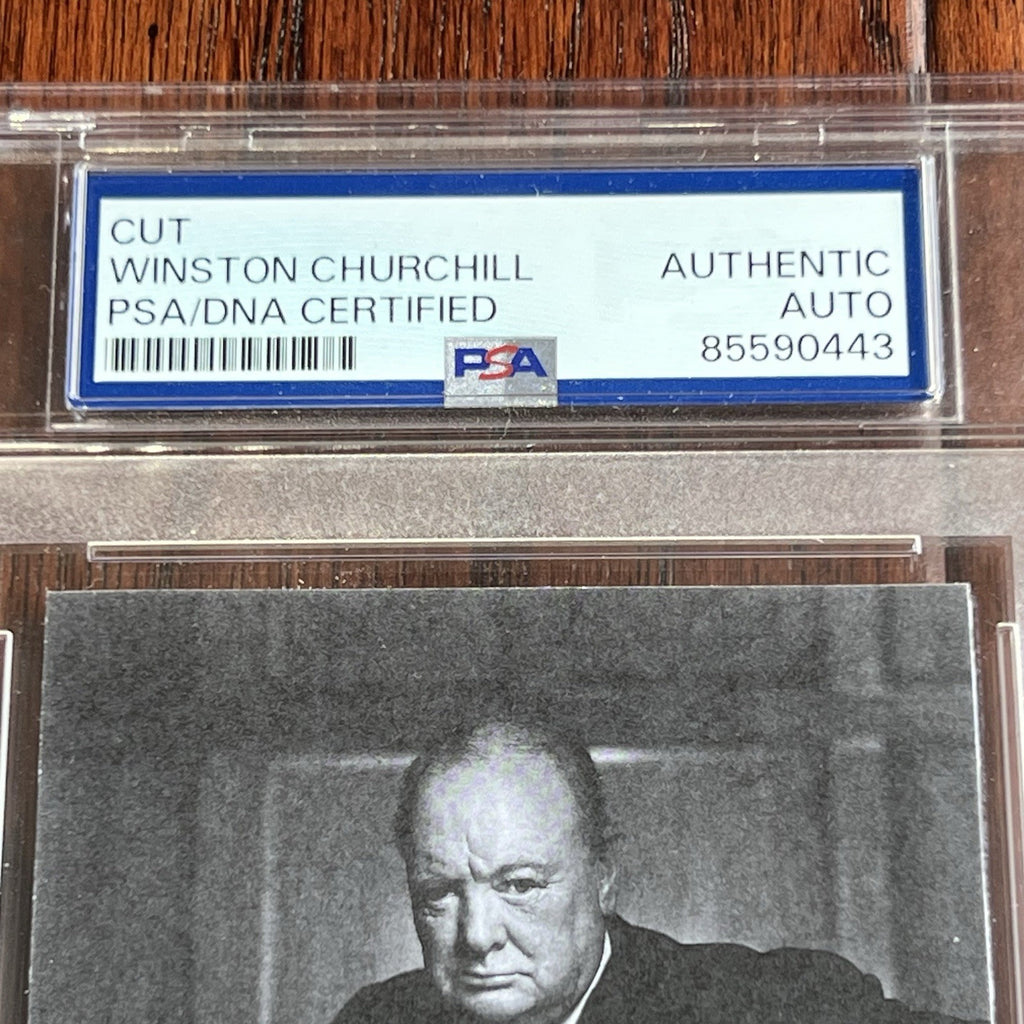 CUT
WINSTON CHURCHILL
PSA/DNA CERTIFIED
AUTHENTIC
AUTO
85590443
PSA